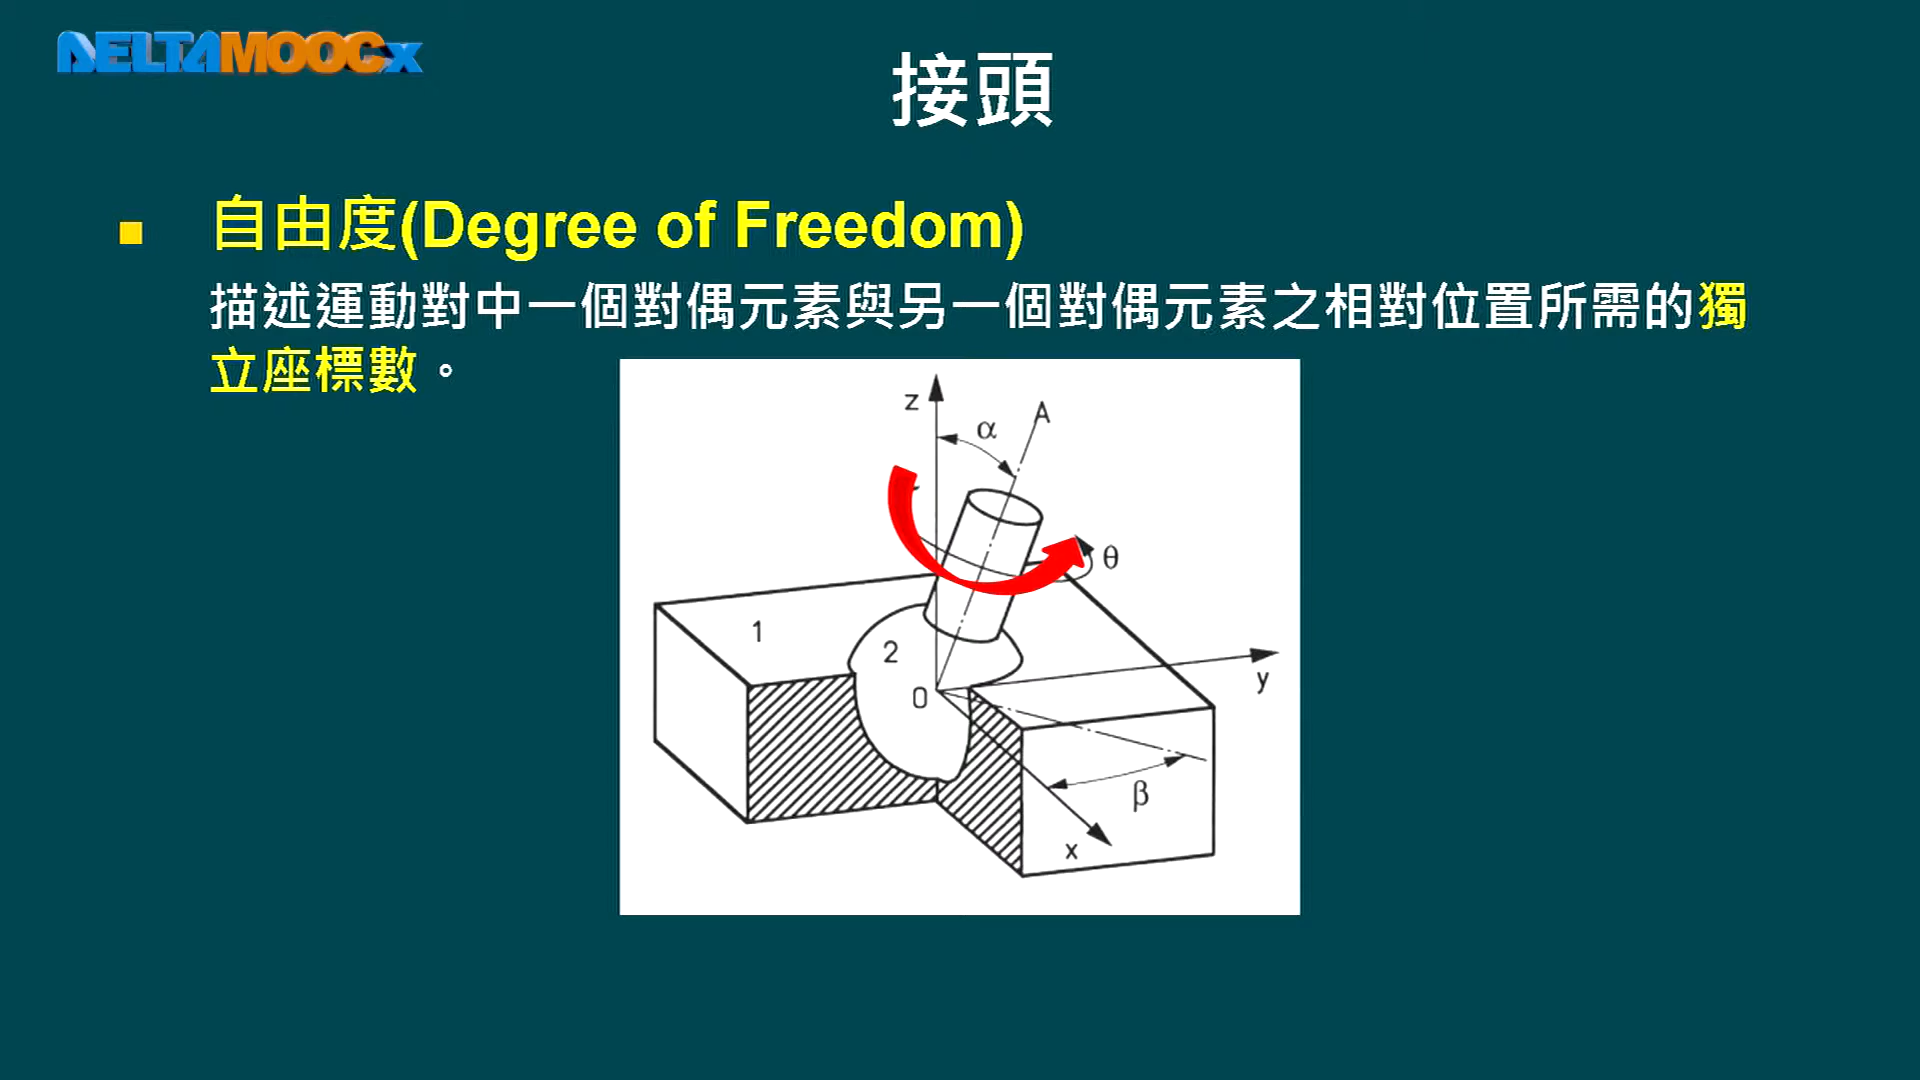 DELTAMOOCx
接頭
自由度(Degree of Freedom)
描述運動對中一個對偶元素與另一個對偶元素之相對位置所需的獨
立座標數。
z
A
α
θ
1
2
O
y
β
x